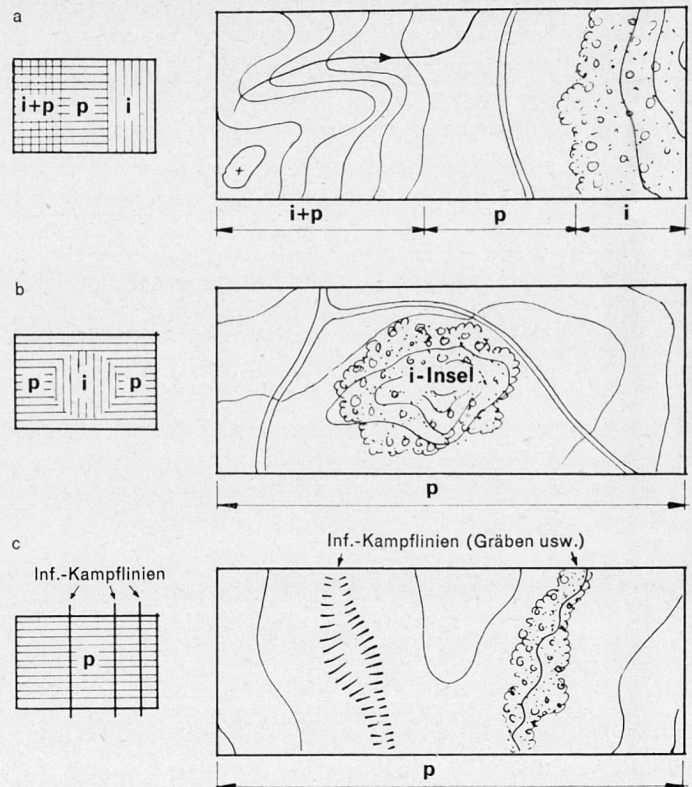 a
i+p p i
i+p p i
b
p i p
i-Insel
p
c
Inf.-Kampflinien (Gräben usw.)
Inf.-Kampflinien
p
p